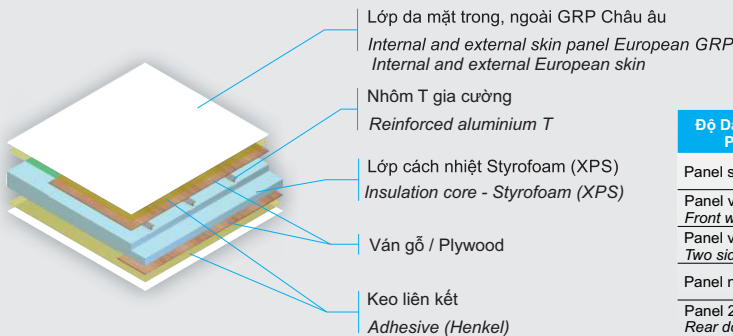 Lớp da mặt trong, ngoài GRP Châu âu
Internal and external skin panel European GRP
Internal and external European skin
Nhôm T gia cường
Reinforced aluminium T
Lớp cách nhiệt Styrofoam (XPS)
Insulation core - Styrofoam (XPS)
Ván gỗ / Plywood
Keo liên kết
Adhesive (Henkel)
Độ
P
Panel
Panel
Front
Panel
Two
Panel
Panel 2
Rear